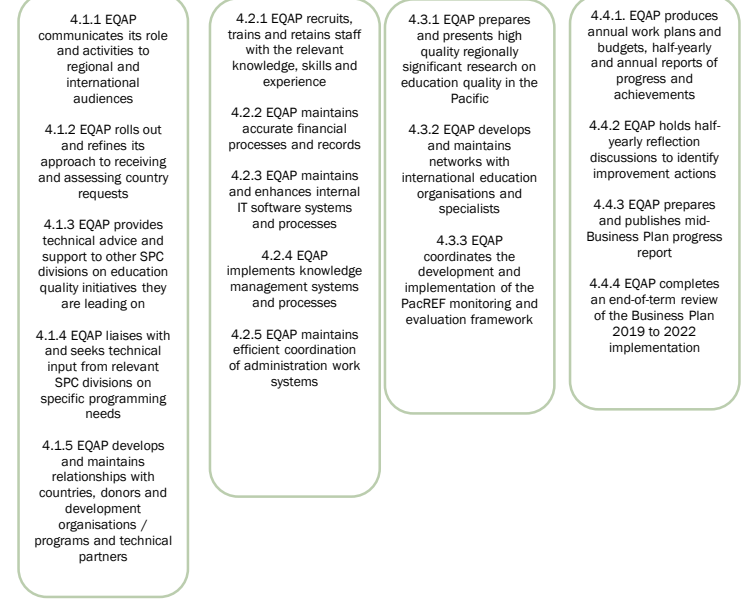 4.1.1 EQAP
communicates its role
and activities to
regional and
international
audiences
4.1.2 EQAP rolls out
and refines its
approach to receiving
and assessing country
requests
4.1.3 EQAP provides
technical advice and
support to other SPC
divisions on education
quality initiatives they
are leading on
4.1.4 EQAP liaises with
and seeks technical
input from relevant
SPC divisions on
specific programming
needs
4.1.5 EQAP develops
and maintains
relationships with
countries, donors and
development
organisations /
programs and technical
partners
4.2.1 EQAP recruits,
trains and retains staff
with the relevant
knowledge, skills and
experience
4.2.2 EQAP maintains
accurate financial
processes and records
4.2.3 EQAP maintains
and enhances internal
IT software systems
and processes
4.2.4 EQAP
implements knowledge
management systems
and processes
4.2.5 EQAP maintains
efficient coordination
of administration work
systems
4.3.1 EQAP prepares
and presents high
quality regionally
significant research on
education quality in the
Pacific
4.3.2 EQAP develops
and maintains
networks with
international education
organisations and
specialists
4.3.3 EQAP
coordinates the
development and
implementation of the
PacREF monitoring and
evaluation framework
4.4.1. EQAP produces
annual work plans and
budgets, half-yearly
and annual reports of
progress and
achievements
4.4.2 EQAP holds half-
yearly reflection
discussions to identify
improvement actions
4.4.3 EQAP prepares
and publishes mid-
Business Plan progress
report
4.4.4 EQAP completes
an end-of-term review
of the Business Plan
2019 to 2022
implementation